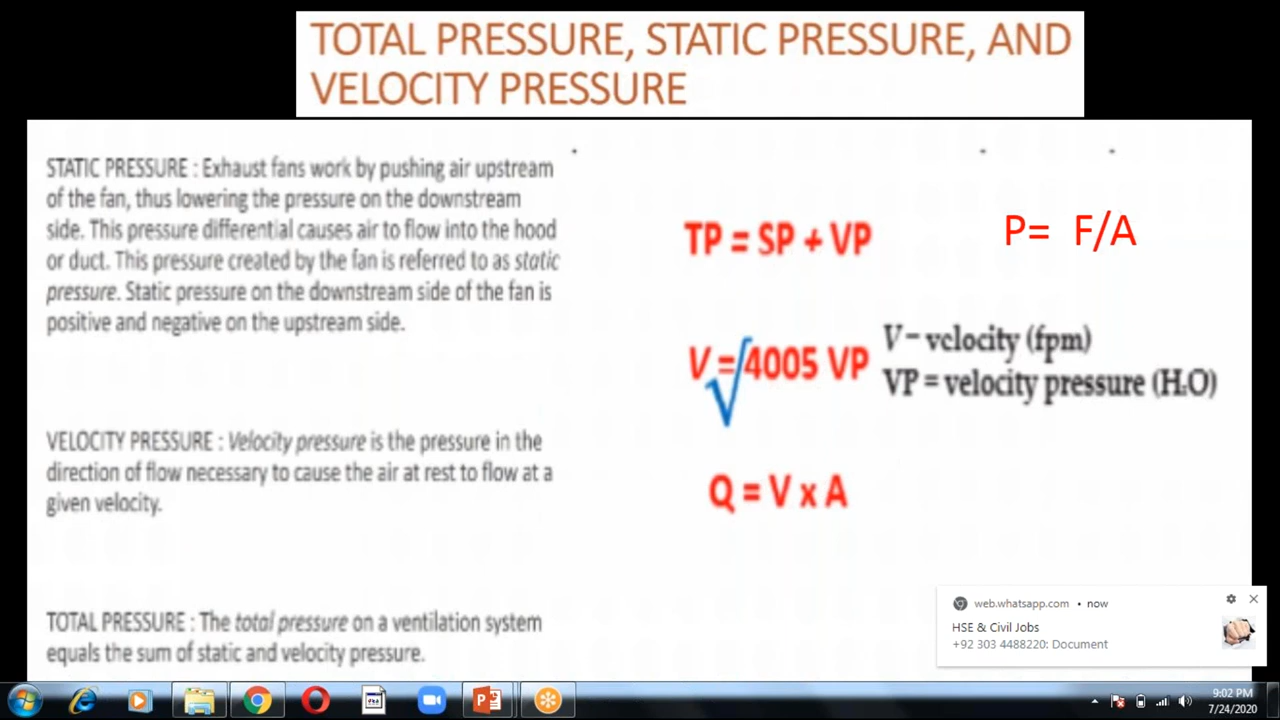 TOTAL PRESSURE, STATIC PRESSURE, AND
VELOCITY PRESSURE
STATIC PRESSURE : Exhaust fans work by pushing air upstream
of the fan, thus lowering the pressure on the downstream
side. This pressure differential causes air to flow into the hood
or duct. This pressure created by the fan is referred to as static
pressure. Static pressure on the downstream side of the fan is
positive and negative on the upstream side.
VELOCITY PRESSURE : Velocity pressure is the pressure in the
direction of flow necessary to cause the air at rest to flow at a
given velocity.
TOTAL PRESSURE : The total pressure on a ventilation system
equals the sum of static and velocity pressure.
TP = SP + VP
P= F/A
V = √4005 VP
V = velocity (fpm)
VP = velocity pressure (H₂O)
Q = V x A
web.whatsapp.com • now
HSE & Civil Jobs
+92 303 4488220: Document
9:02 PM
7/24/2020